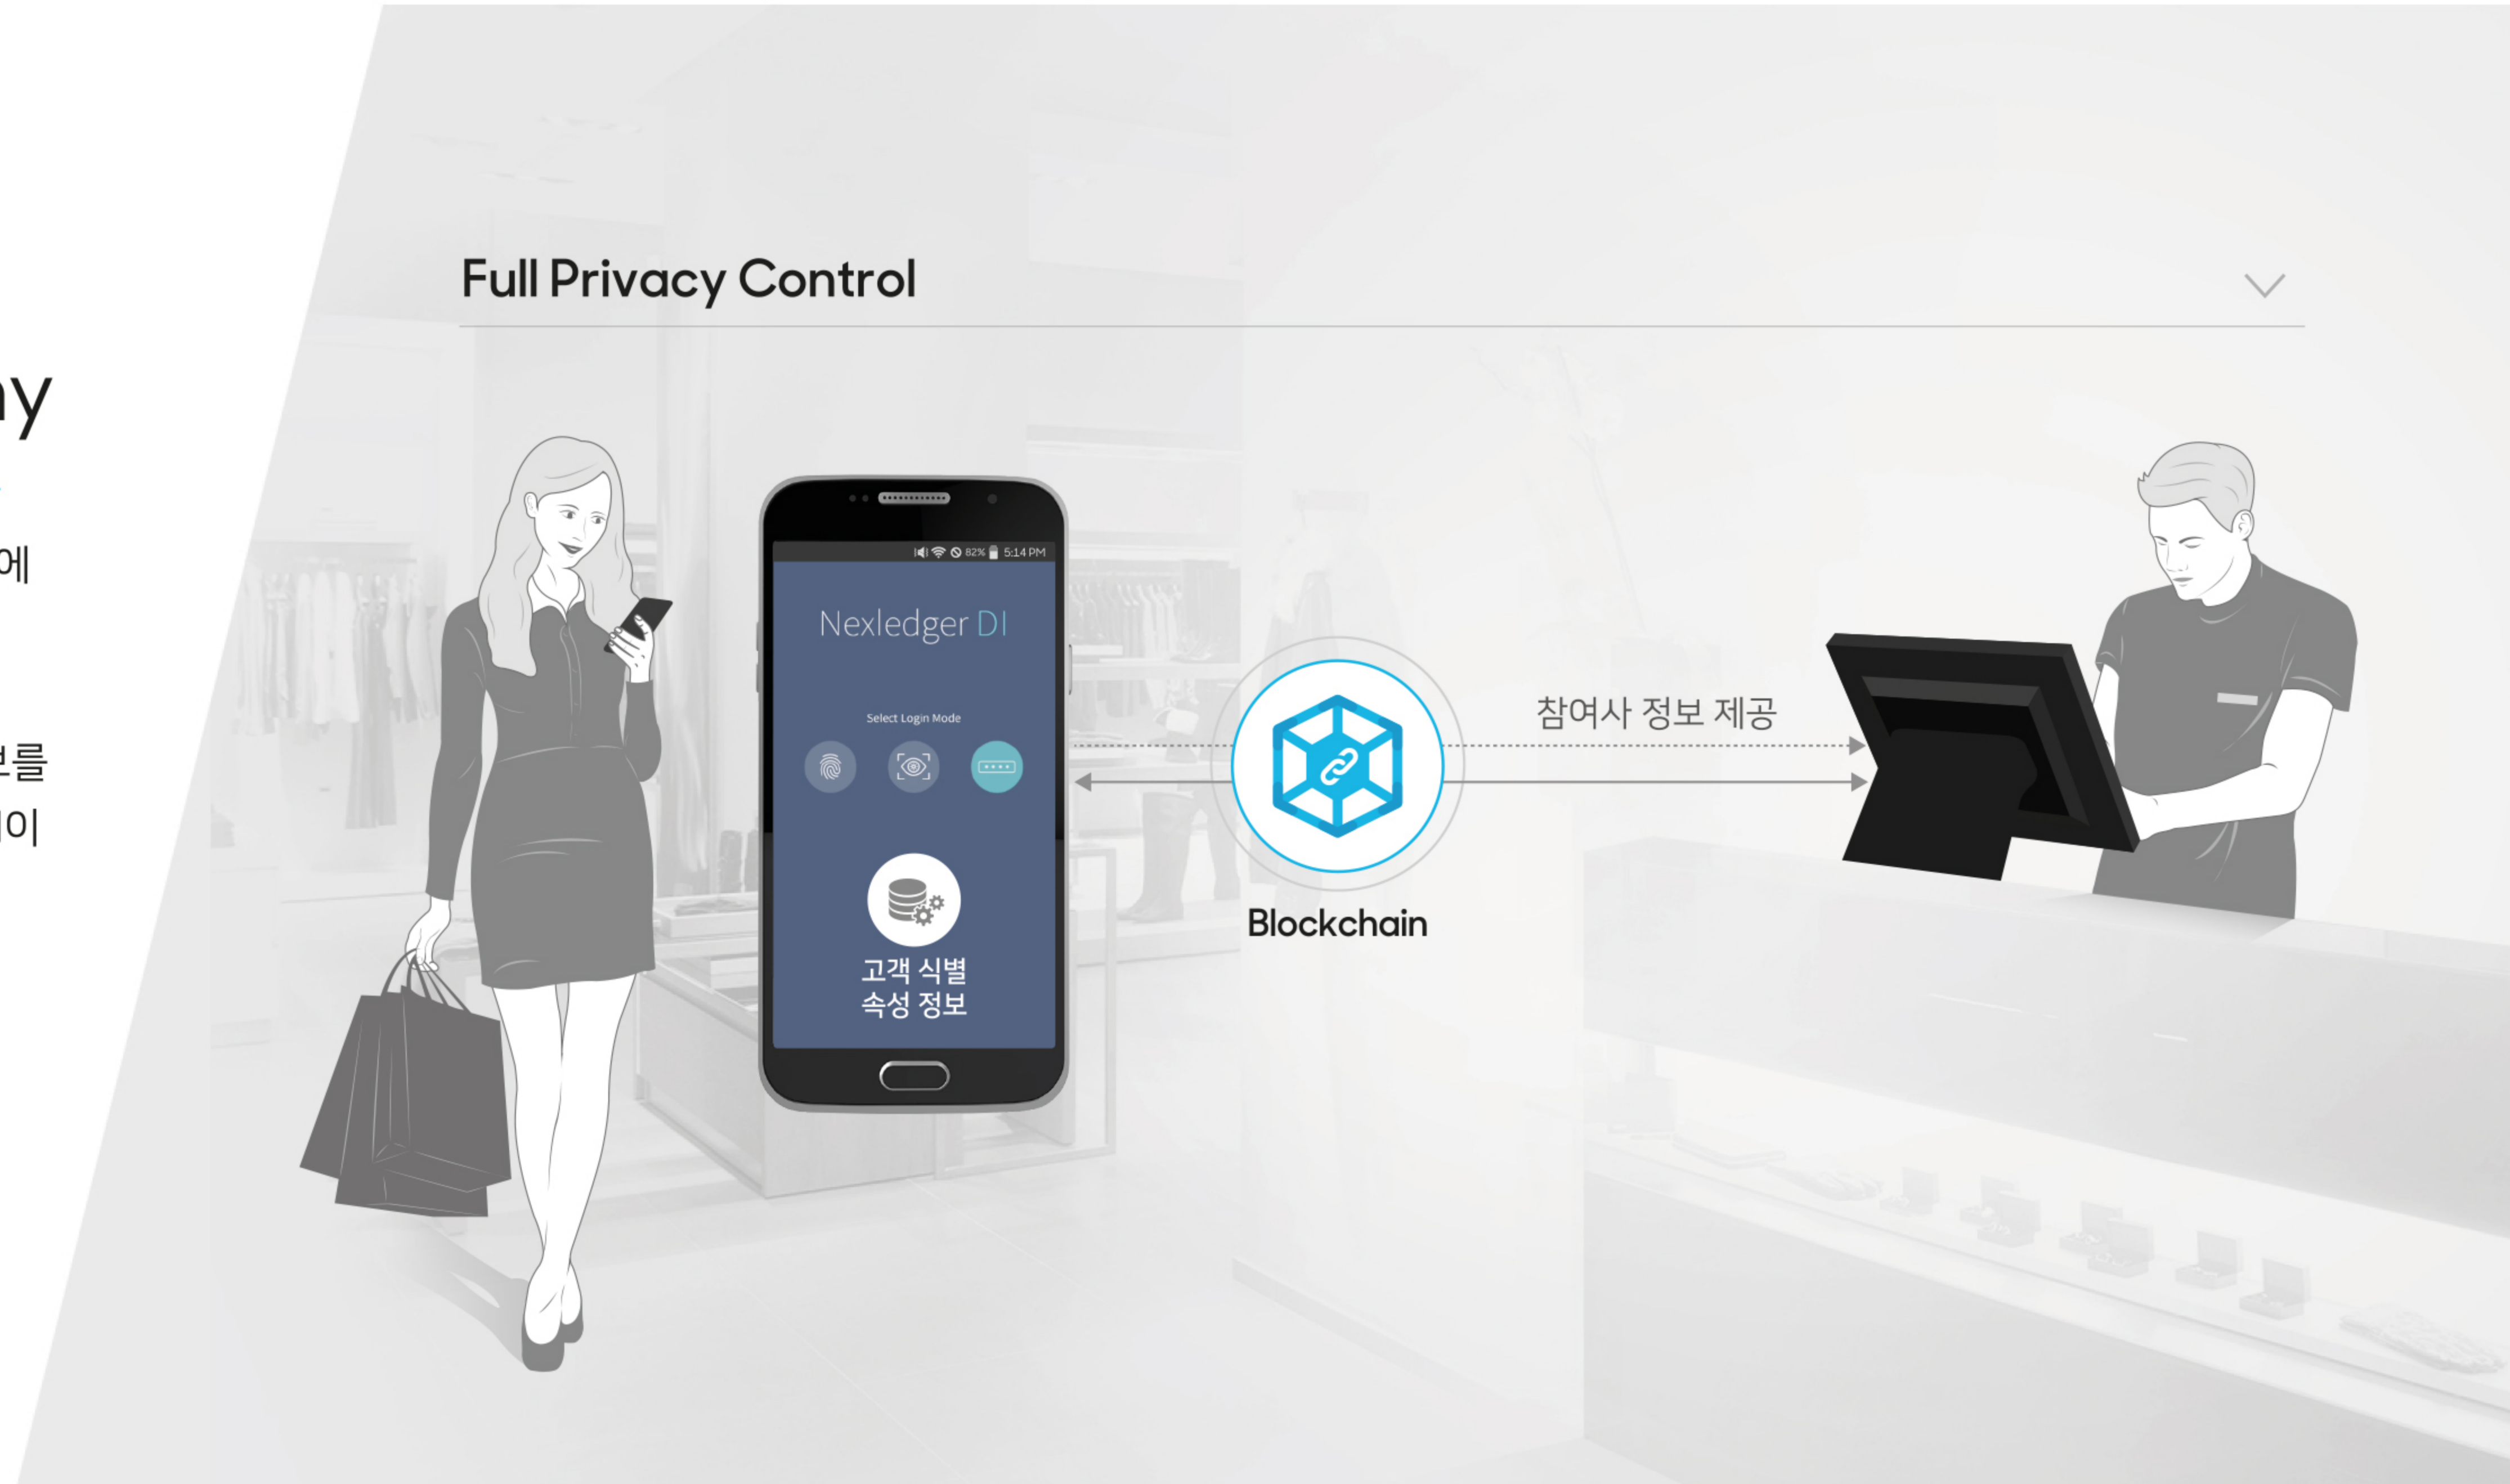 Full Privacy Control
에
를
이
82% 5:14 PM
Nexledger DI
Select Login Mode
고객 식별
속성 정보
Blockchain
참여사 정보 제공